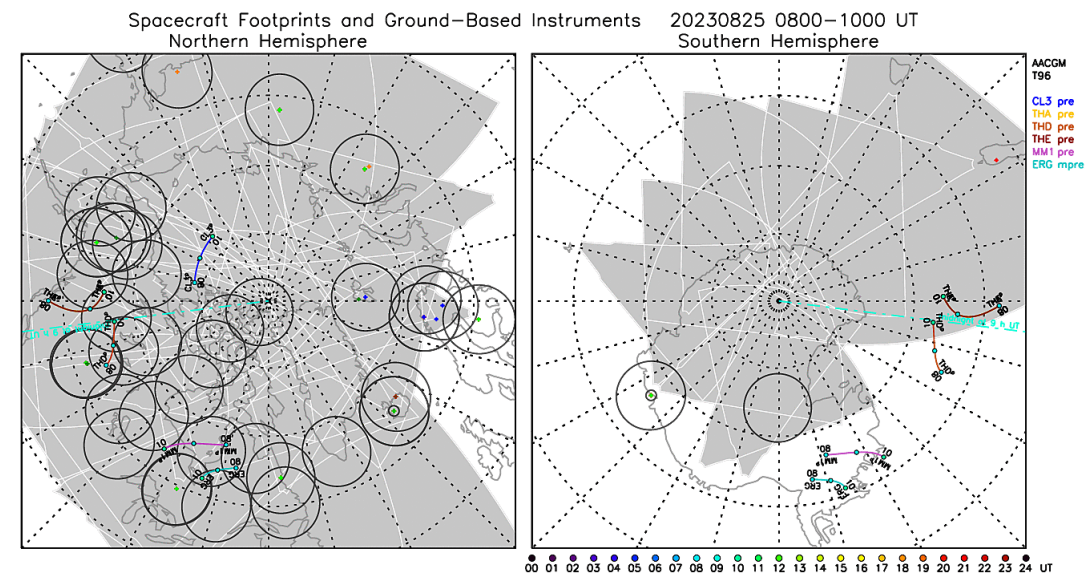 Spacecraft Footprints and Ground-Based Instruments 20230825 0800-1000 UT
Northern Hemisphere Southern Hemisphere
AACGM
T96
CL3 pre
THA pre
THD pre
THE pre
MM1 pre
ERG mpre
00 01 02 03 04 05 06 07 08 09 10 11 12 13 14 15 16 17 18 19 20 21 22 23 24 UT